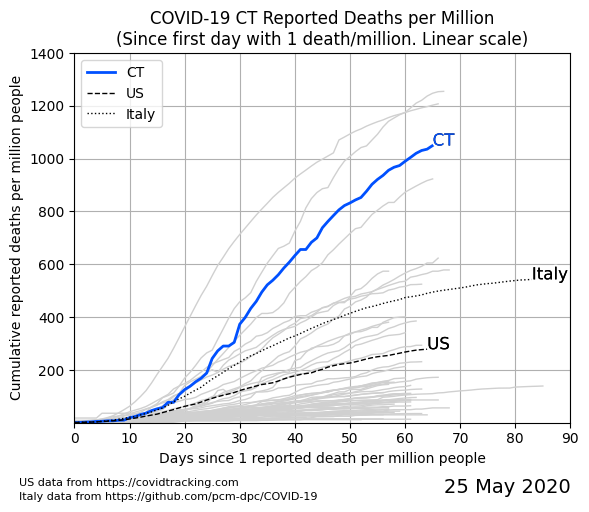 COVID-19 CT Reported Deaths per Million
(Since first day with 1 death/million. Linear scale)
Cumulative reported deaths per million people
1400
1200
1000
800
600
400
200
CT
US
Italy
CT
Italy
US
0 10 20 30 40 50 60 70 80 90
Days since 1 reported death per million people
US data from https://covidtracking.com
Italy data from https://github.com/pcm-dpc/COVID-19
25 May 2020